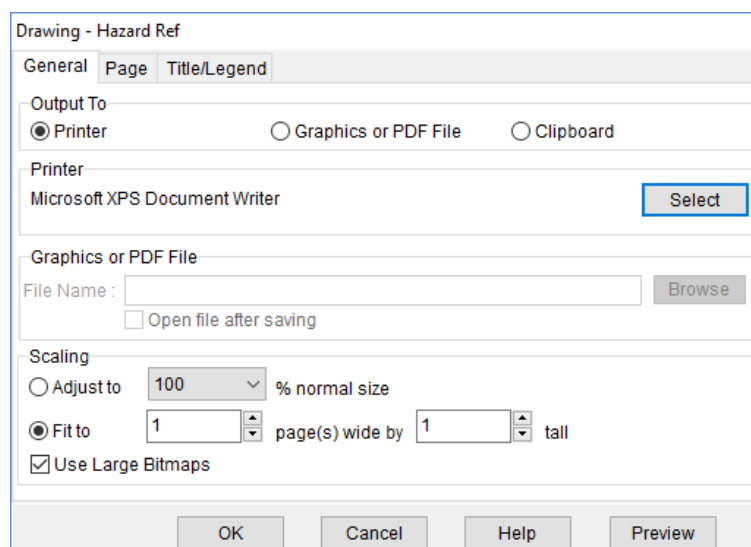 Drawing - Hazard Ref
General Page Title/Legend
Output To
Printer Graphics or PDF File Clipboard
Printer
Microsoft XPS Document Writer Select
Graphics or PDF File
File Name : Browse
Open file after saving
Scaling
Adjust to 100 % normal size
Fit to 1 page(s) wide by 1 tall
Use Large Bitmaps
OK Cancel Help Preview